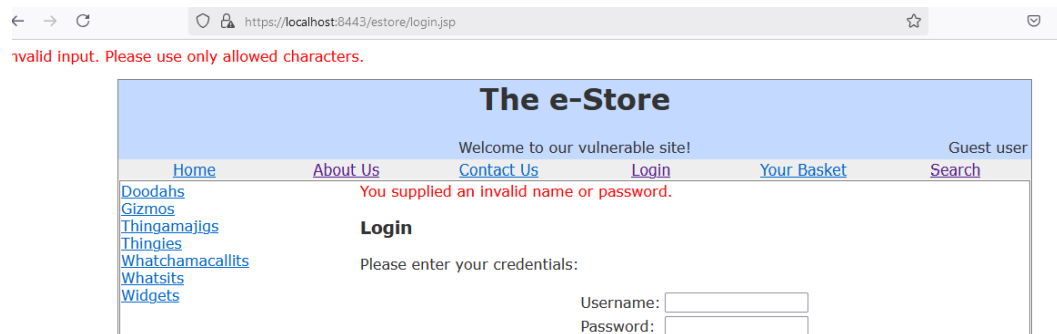 https://localhost:8443/estore/login.jsp
nvalid input. Please use only allowed characters.
The e-Store
Welcome to our vulnerable site! Guest user
Home About Us Contact Us Login Your Basket Search
Doodahs
Gizmos
Thingamajigs
Thingies
Whatchamacallits
Whatsits
Widgets
You supplied an invalid name or password.
Login
Please enter your credentials:
Username:
Password: